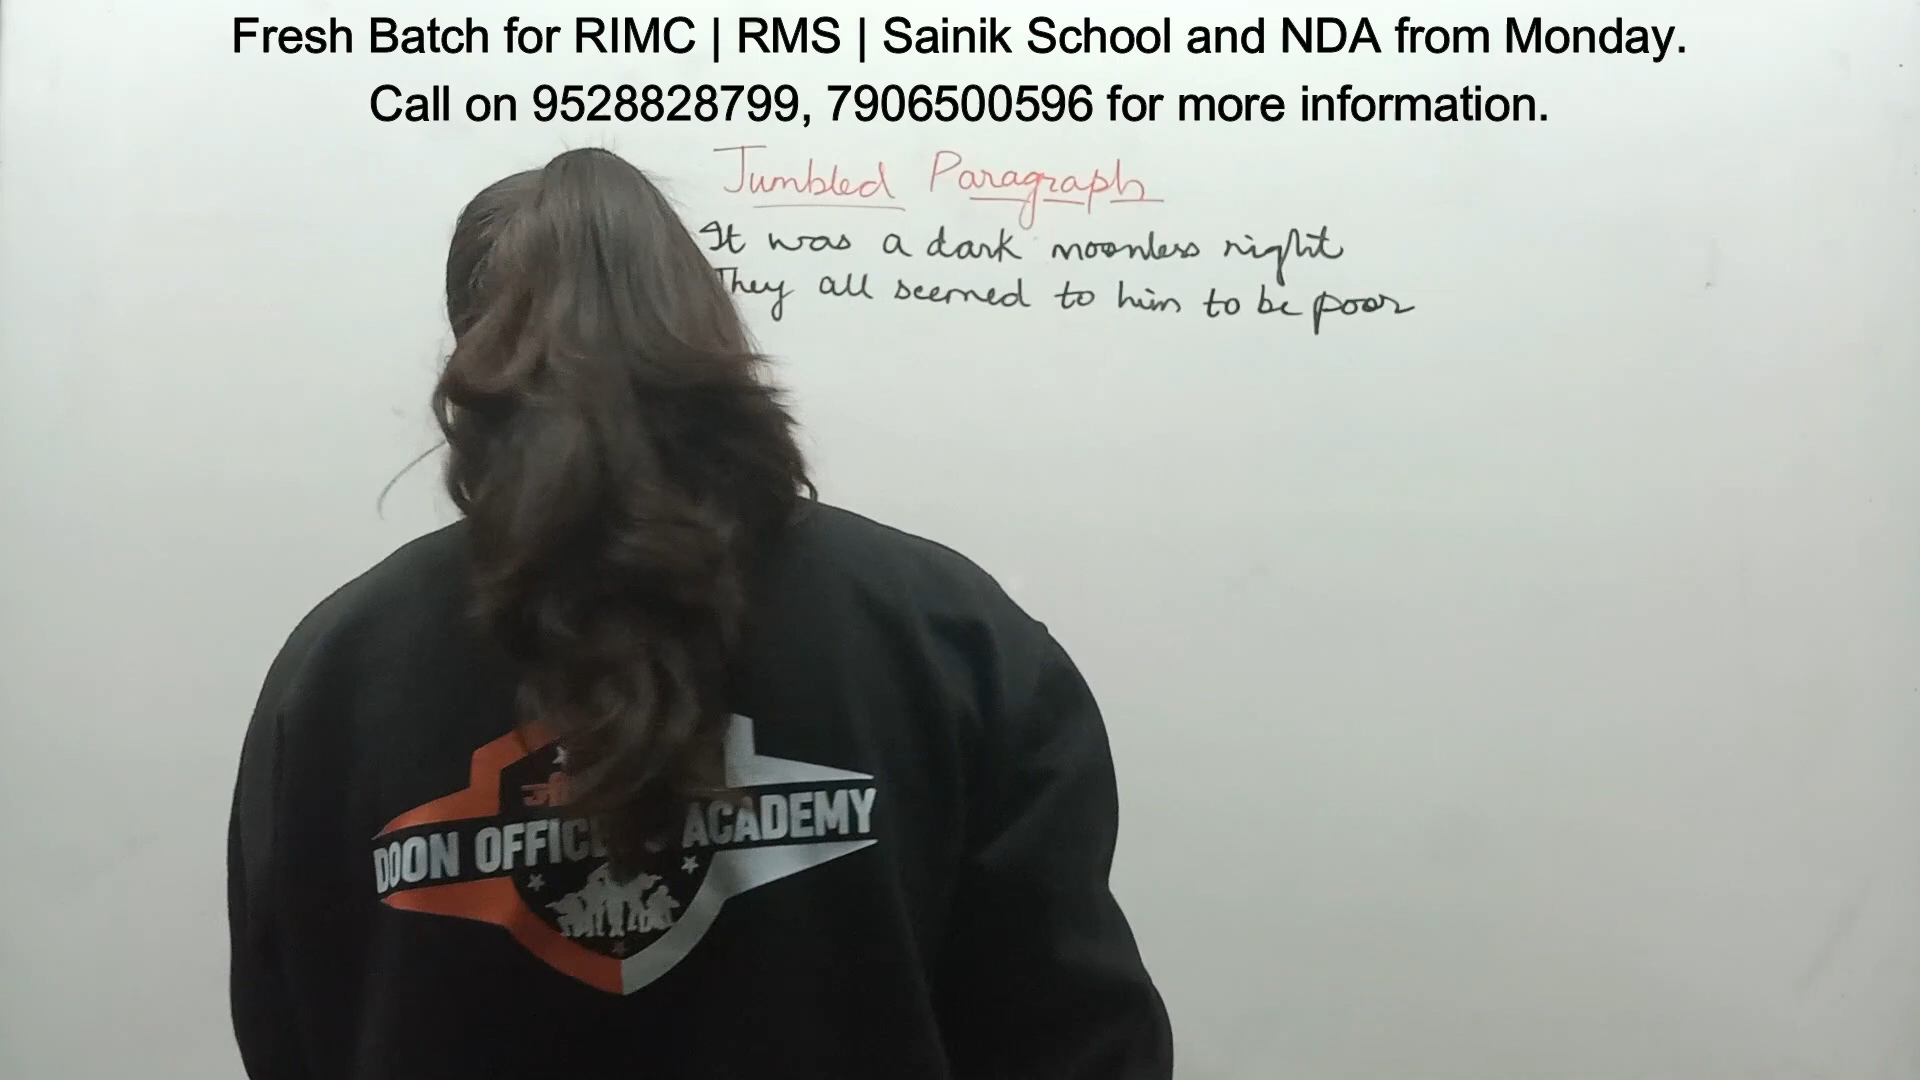 Fresh Batch for RIMC | RMS | Sainik School and NDA from Monday.
Call on 9528828799, 7906500596 for more information.
Jumbled Paragraph
It was a dark moonless night
They all seemed to him to be poor
DOON ACADEMY